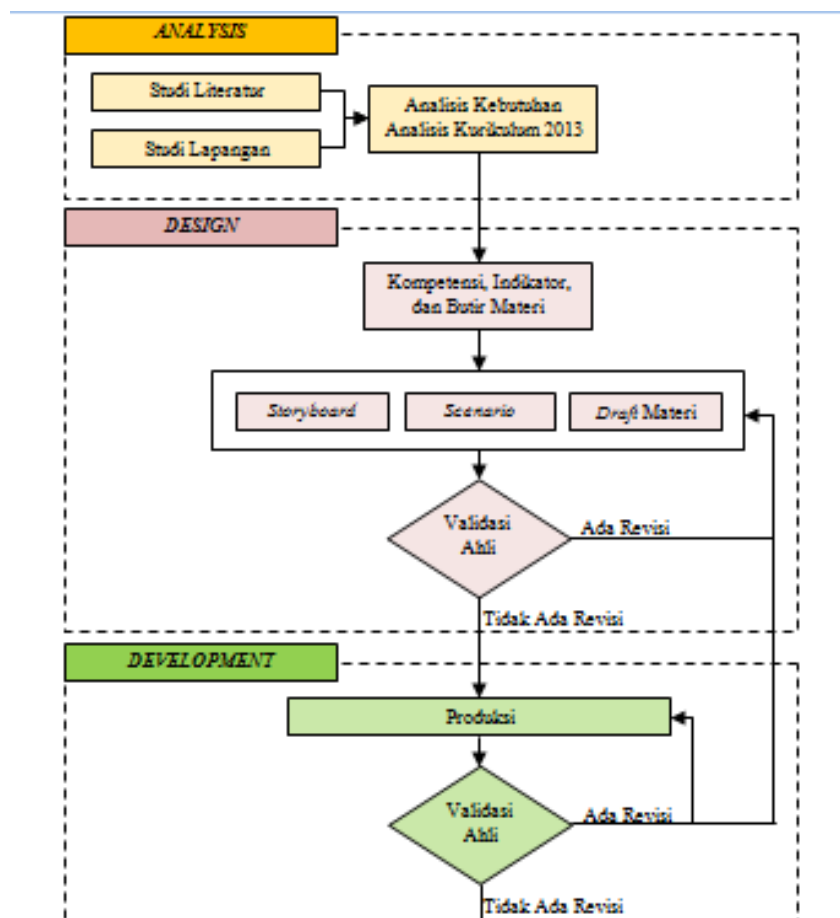 ANALYSIS
Studi Literatur
Studi Lapangan
Analisis Kebutuhan
Analisis Kurikulum 2013
DESIGN
Kompetensi, Indikator,
dan Butir Materi
Storyboard
Scenario
Draft Materi
Validasi
Ahli
Ada Revisi
Tidak Ada Revisi
DEVELOPMENT
Produksi
Validasi
Ahli
Ada Revisi
Tidak Ada Revisi